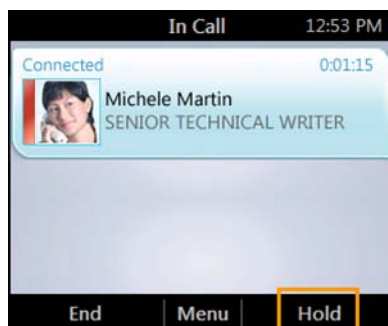 In Call 12:53 PM
Connected 0:01:15
Michele Martin
SENIOR TECHNICAL WRITER
End Menu Hold